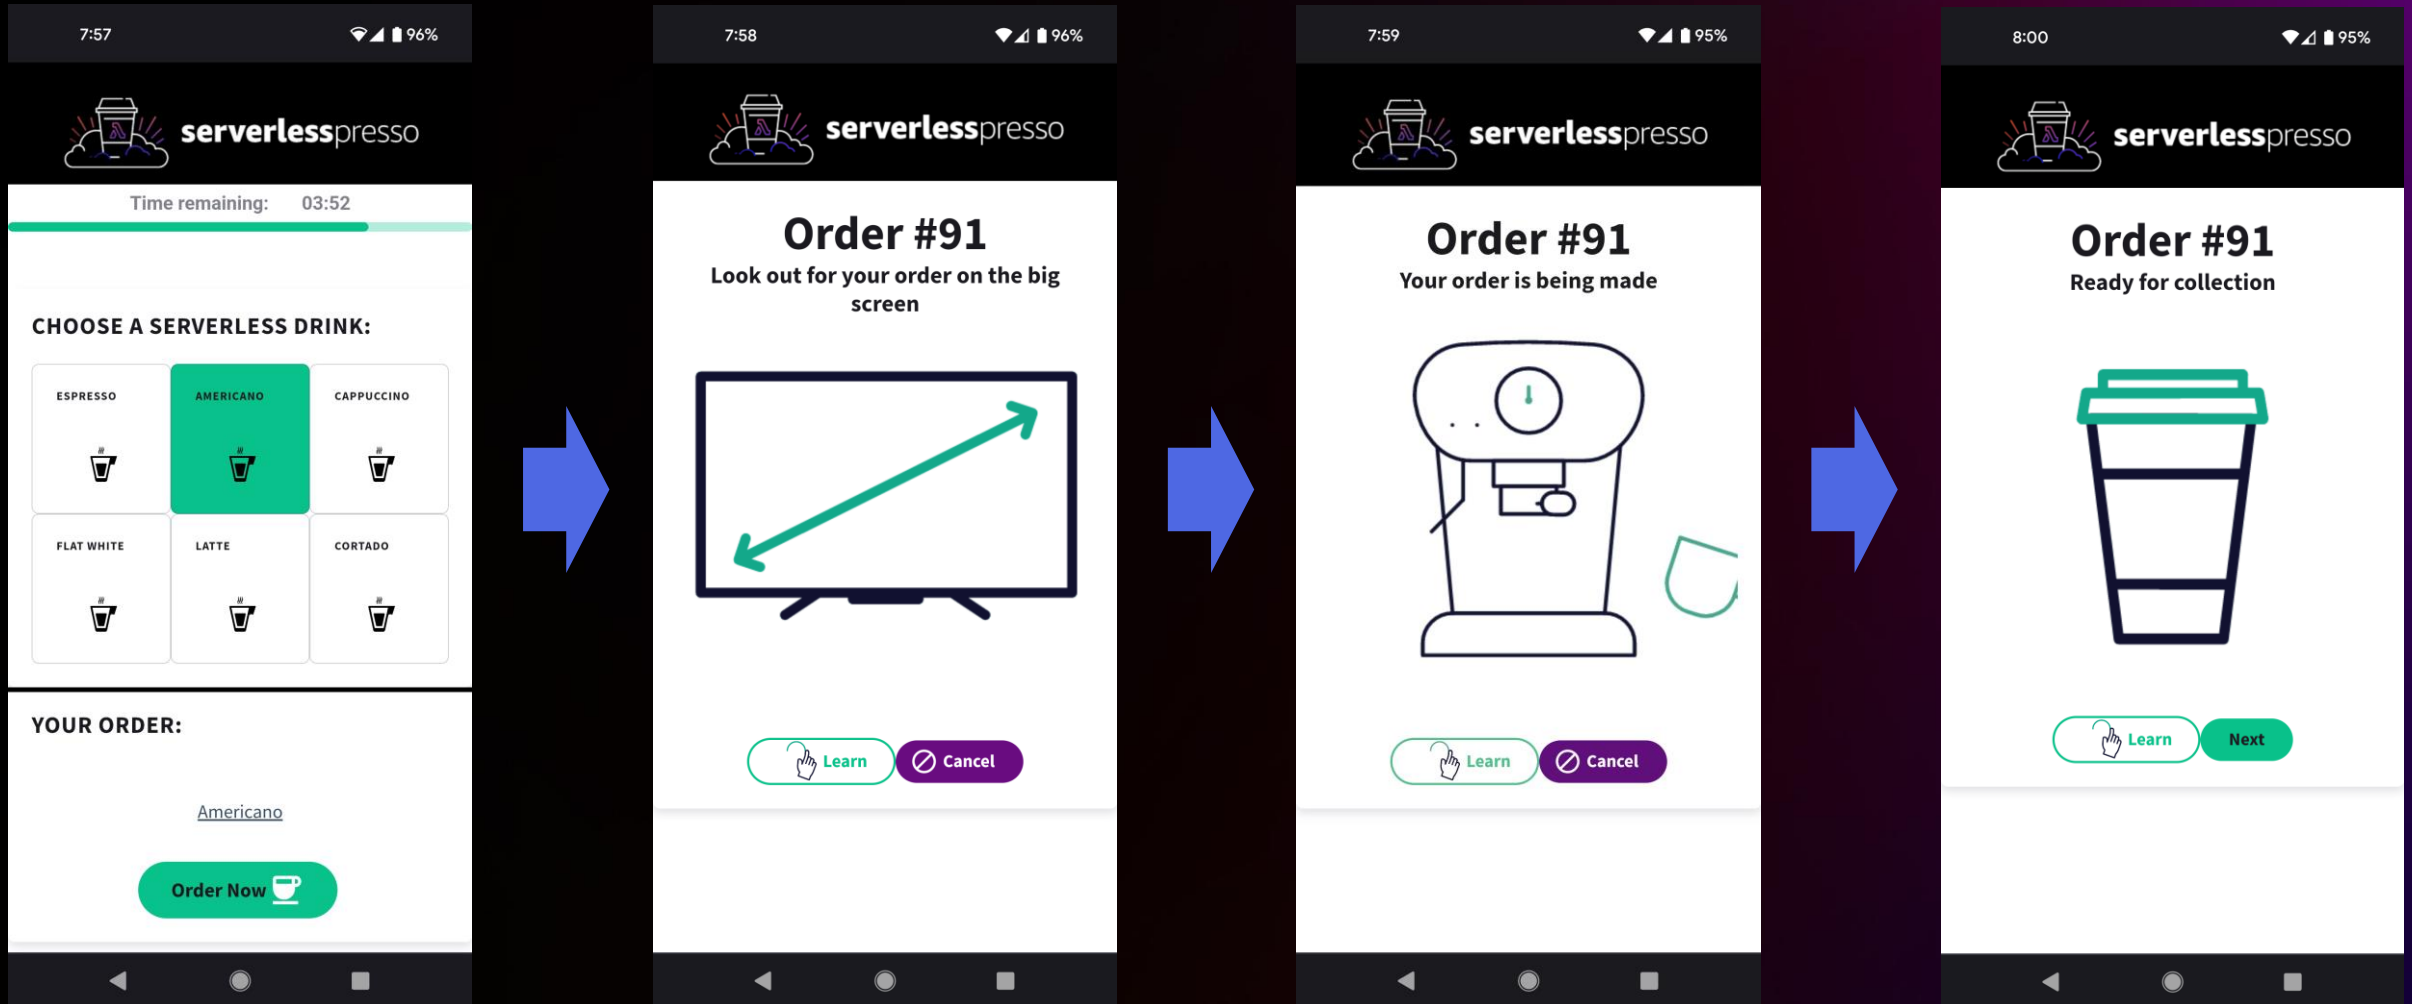 7:57 96%
serverlesspresso
Time remaining: 03:52
CHOOSE A SERVERLESS DRINK:
ESPRESSO AMERICANO CAPPUCCINO
FLAT WHITE LATTE CORTADO
YOUR ORDER:
Americano
Order Now
7:58 96%
serverlesspresso
Order #91
Look out for your order on the big
screen
Learn Cancel
7:59 95%
serverlesspresso
Order #91
Your order is being made
Learn Cancel
8:00 95%
serverlesspresso
Order #91
Ready for collection
Learn Next